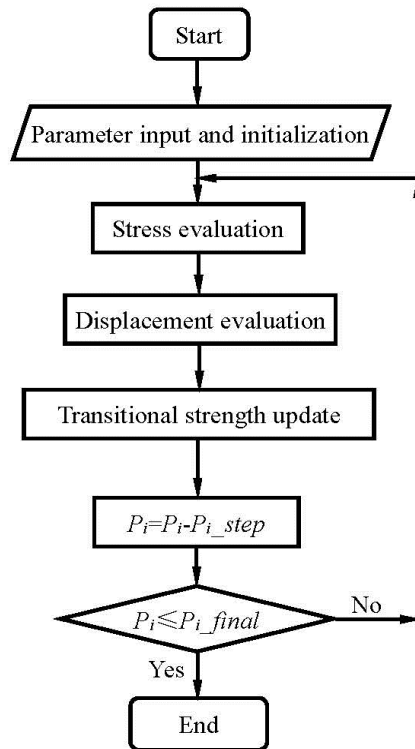 Start
Parameter input and initialization
Stress evaluation
Displacement evaluation
Transitional strength update
Pi=Pi-Pi_step
Pi≤Pi_final
No
Yes
End